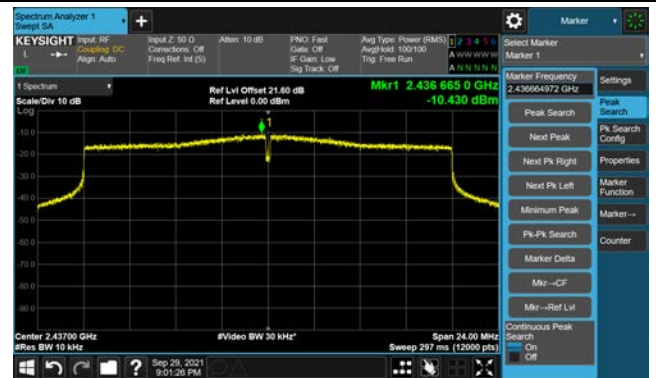 Spectrum Analyzer 1
Swept SA
+
Marker
KEYSIGHT
L
Input: RF
Coupling: DC
Align: Auto
Input Z: 50 Ω
Corrections: Off
Freq Ref: Int (S)
Atten: 10 dB
PNO: Fast
Gate: Off
IF Gain: Low
Sig Track: Off
Avg Type: Power (RMS)
Avg|Hold: 100/100
Trig: Free Run
1 2 3 4 5 6
A W W W W W
A N N N N N
Select Marker
Marker 1
1 Spectrum
Scale/Div 10 dB
Log
Ref Lvl Offset 21.60 dB
Ref Level 0.00 dBm
Mkr1 2.436 665 0 GHz
-10.430 dBm
1
-10.0
-20.0
-30.0
-40.0
-50.0
-60.0
-70.0
-80.0
-90.0
Center 2.43700 GHz
#Res BW 10 kHz
#Video BW 30 kHz*
Span 24.00 MHz
Sweep 297 ms (12000 pts)
Marker Frequency
2.436664972 GHz
Peak Search
Next Peak
Next Pk Right
Next Pk Left
Minimum Peak
Pk-Pk Search
Marker Delta
Mkr→CF
Mkr→Ref Lvl
Continuous Peak
Search
On
Off
Settings
Peak
Search
Pk Search
Config
Properties
Marker
Function
Marker→
Counter
?
Sep 29, 2021
9:01:26 PM